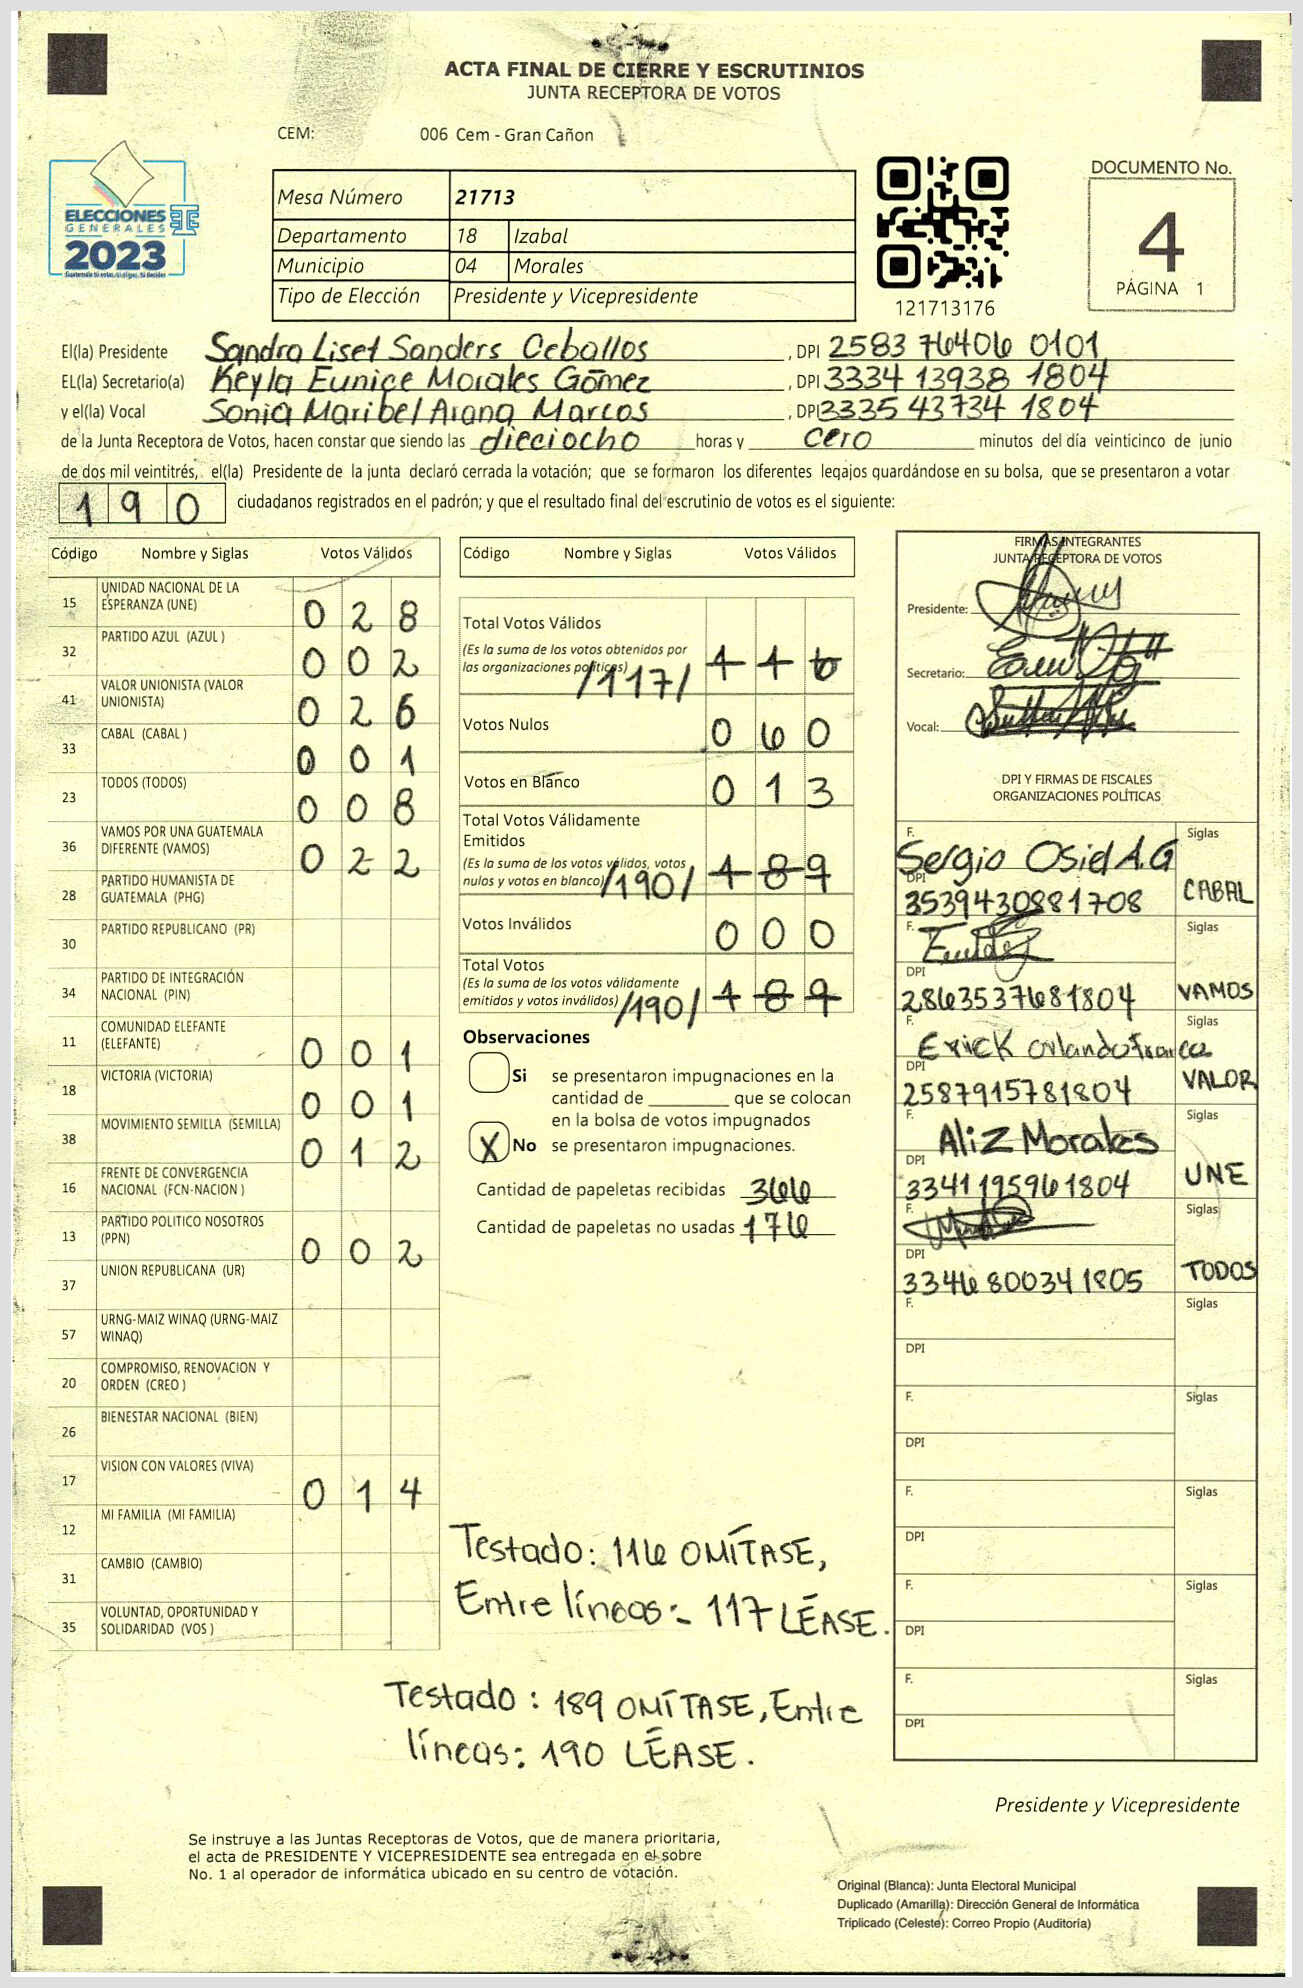 ACTA FINAL DE CIERRE Y ESCRUTINIOS
JUNTA RECEPTORA DE VOTOS
CEM: 006 Cem - Gran Cañon
ELECCIONES
GENERALES
2023
Mesa Número 21713
Departamento 18 Izabal
Municipio 04 Morales
Tipo de Elección Presidente y Vicepresidente
121713176
DOCUMENTO No.
4
PÁGINA 1
El(la) Presidente Sandra Liset Sanders Ceballos, DPI 2583 76406 0101
EL(la) Secretario(a) Keyla Eunice Morales Gómez, DPI 3334 13938 1804
y el(la) Vocal Sonia Maribel Arana Marcos, DPI 3335 43734 1804
de la Junta Receptora de Votos, hacen constar que siendo las dieciocho horas y cero minutos del día veinticinco de junio
de dos mil veintitrés, el(la) Presidente de la junta declaró cerrada la votación; que se formaron los diferentes legajos guardándose en su bolsa, que se presentaron a votar
190 ciudadanos registrados en el padrón; y que el resultado final del escrutinio de votos es el siguiente:
Código Nombre y Siglas Votos Válidos
15 UNIDAD NACIONAL DE LA
ESPERANZA (UNE) 028
32 PARTIDO AZUL (AZUL ) 002
41 VALOR UNIONISTA (VALOR
UNIONISTA) 026
33 CABAL (CABAL ) 001
23 TODOS (TODOS) 008
36 VAMOS POR UNA GUATEMALA
DIFERENTE (VAMOS) 022
28 PARTIDO HUMANISTA DE
GUATEMALA (PHG)
30 PARTIDO REPUBLICANO (PR)
34 PARTIDO DE INTEGRACIÓN
NACIONAL (PIN)
11 COMUNIDAD ELEFANTE
(ELEFANTE) 001
18 VICTORIA (VICTORIA) 001
38 MOVIMIENTO SEMILLA (SEMILLA) 012
16 FRENTE DE CONVERGENCIA
NACIONAL (FCN-NACION )
13 PARTIDO POLITICO NOSOTROS
(PPN) 002
37 UNION REPUBLICANA (UR)
57 URNG-MAIZ WINAQ (URNG-MAIZ
WINAQ)
20 COMPROMISO, RENOVACION Y
ORDEN (CREO )
26 BIENESTAR NACIONAL (BIEN)
17 VISION CON VALORES (VIVA) 014
12 MI FAMILIA (MI FAMILIA)
31 CAMBIO (CAMBIO)
35 VOLUNTAD, OPORTUNIDAD Y
SOLIDARIDAD (VOS )
Código Nombre y Siglas Votos Válidos
Total Votos Válidos
(Es la suma de los votos obtenidos por
las organizaciones políticas) /117/ 116
Votos Nulos 060
Votos en Blanco 013
Total Votos Válidamente
Emitidos
(Es la suma de los votos válidos, votos
nulos y votos en blanco) /190/ 189
Votos Inválidos 000
Total Votos
(Es la suma de los votos válidamente
emitidos y votos inválidos) /190/ 189
Observaciones
Si se presentaron impugnaciones en la
cantidad de ________ que se colocan
en la bolsa de votos impugnados
X No se presentaron impugnaciones.
Cantidad de papeletas recibidas 366
Cantidad de papeletas no usadas 176
Testado: 116 OMÍTASE,
Entre líneas:- 117 LÉASE.
Testado: 189 OMÍTASE, Entre
líneas: 190 LÉASE.
FIRMAS INTEGRANTES
JUNTA RECEPTORA DE VOTOS
Presidente:
Secretario:
Vocal:
DPI Y FIRMAS DE FISCALES
ORGANIZACIONES POLÍTICAS
F. Sergio Osiel A.G Siglas
DPI 3539430881708 CABAL
F. Siglas
DPI 2863537681804 VAMOS
F. Erick Orlando Franco Siglas
DPI 2587915781804 VALOR
F. Aliz Morales Siglas
DPI 3341195961804 UNE
F. Siglas
DPI 3346800341805 TODOS
F. Siglas
DPI
F. Siglas
DPI
F. Siglas
DPI
F. Siglas
DPI
F. Siglas
DPI
Presidente y Vicepresidente
Se instruye a las Juntas Receptoras de Votos, que de manera prioritaria,
el acta de PRESIDENTE Y VICEPRESIDENTE sea entregada en el sobre
No. 1 al operador de informática ubicado en su centro de votación.
Original (Blanca): Junta Electoral Municipal
Duplicado (Amarilla): Dirección General de Informática
Triplicado (Celeste): Correo Propio (Auditoría)